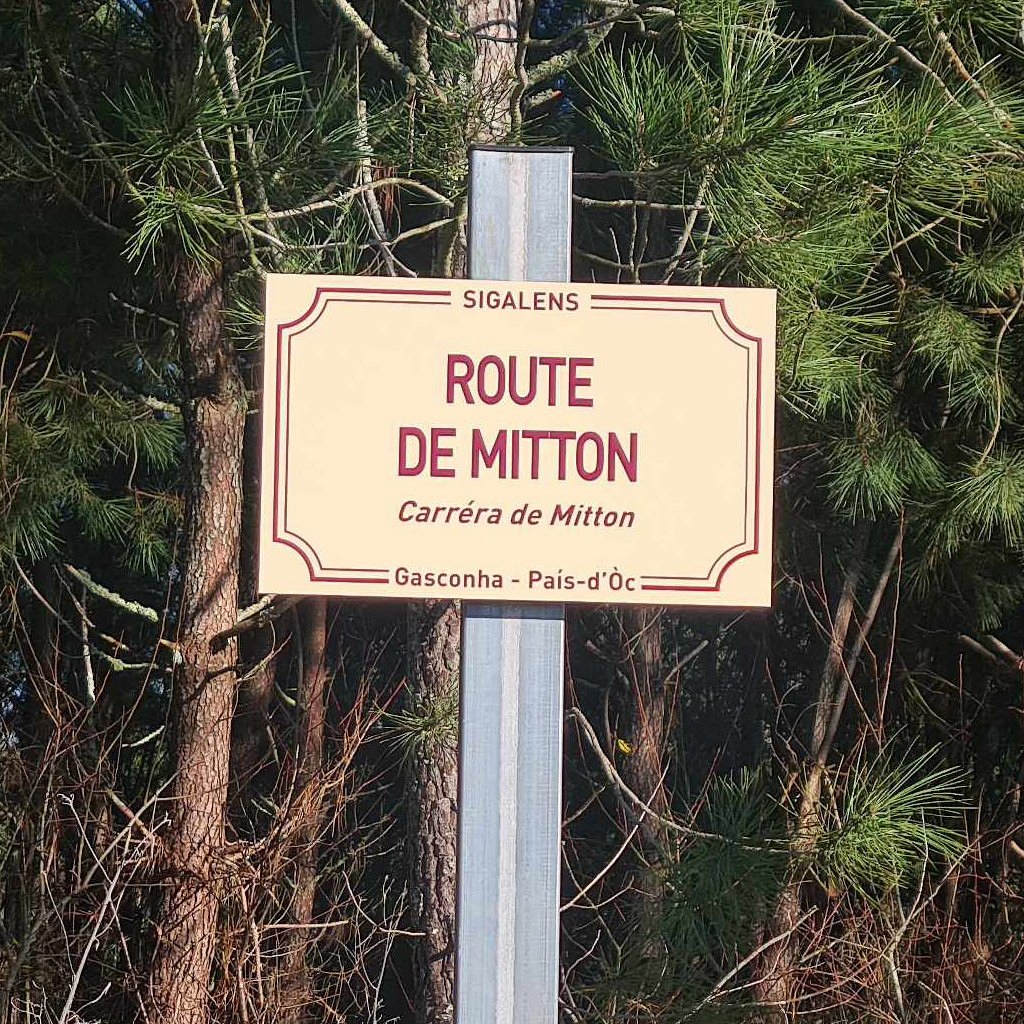 SIGALENS
ROUTE
DE MITTON
Carréra de Mitton
Gasconha - País-d'Òc